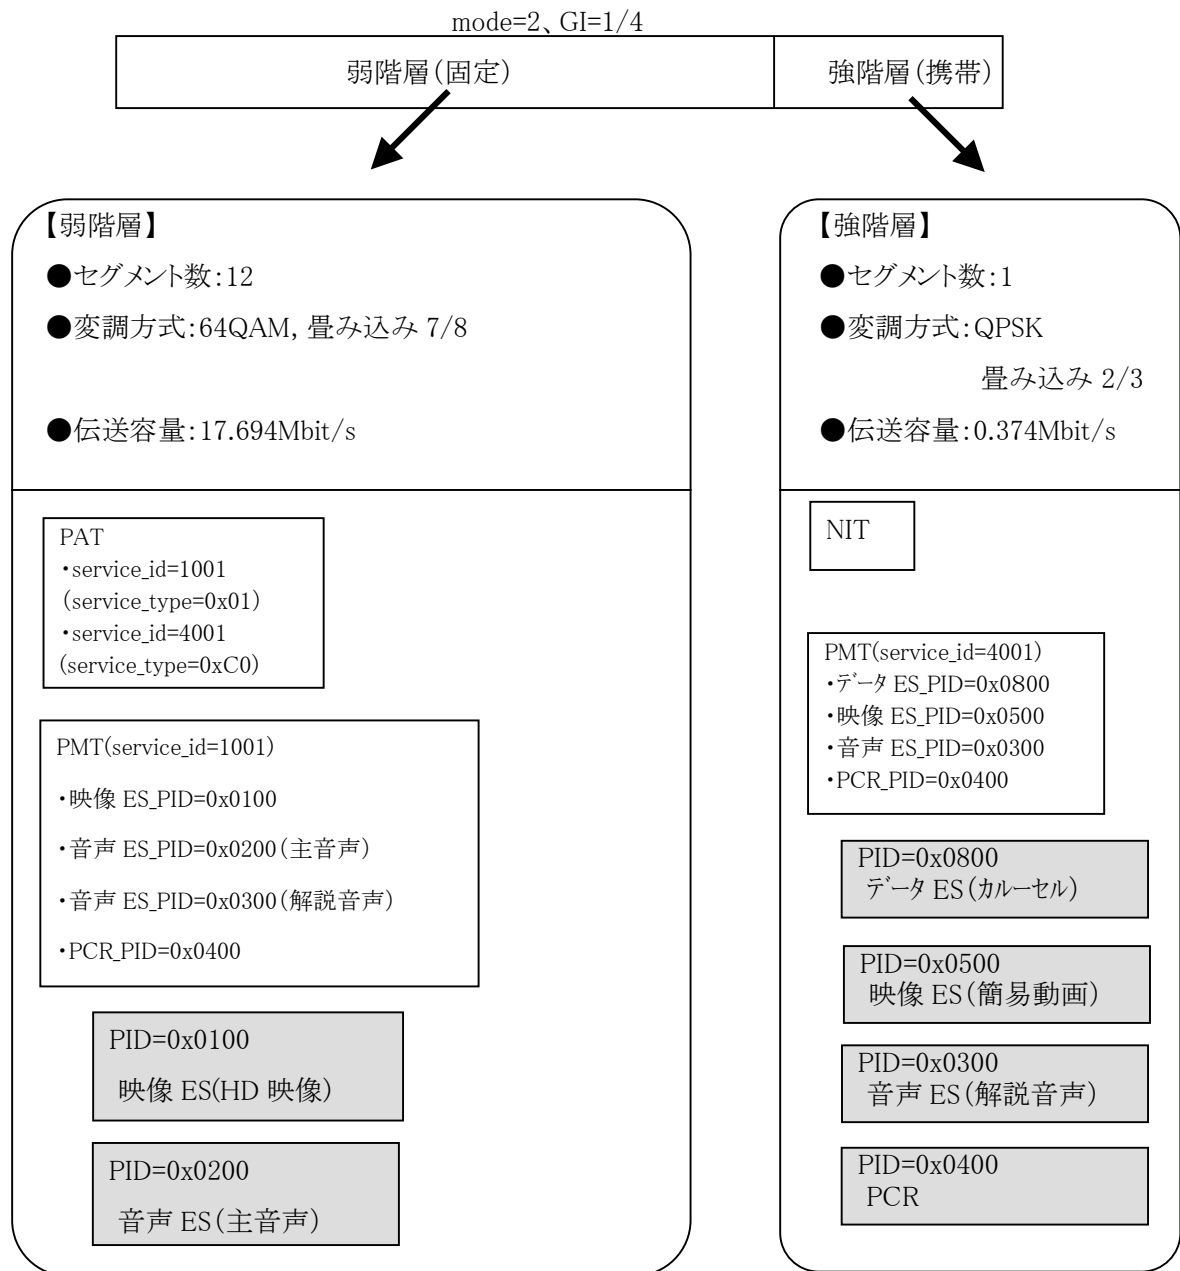 mode=2、GI=1/4
弱階層(固定)
強階層(携帯)
【弱階層】
●セグメント数:12
●変調方式:64QAM, 畳み込み 7/8
●伝送容量:17.694Mbit/s
PAT
・service_id=1001
(service_type=0x01)
・service_id=4001
(service_type=0xC0)
PMT(service_id=1001)
・映像 ES_PID=0x0100
・音声 ES_PID=0x0200(主音声)
・音声 ES_PID=0x0300(解説音声)
・PCR_PID=0x0400
PID=0x0100
映像 ES(HD 映像)
PID=0x0200
音声 ES(主音声)
【強階層】
●セグメント数:1
●変調方式:QPSK
畳み込み 2/3
●伝送容量:0.374Mbit/s
NIT
PMT(service_id=4001)
・データ ES_PID=0x0800
・映像 ES_PID=0x0500
・音声 ES_PID=0x0300
・PCR_PID=0x0400
PID=0x0800
データ ES(カルーセル)
PID=0x0500
映像 ES(簡易動画)
PID=0x0300
音声 ES(解説音声)
PID=0x0400
PCR